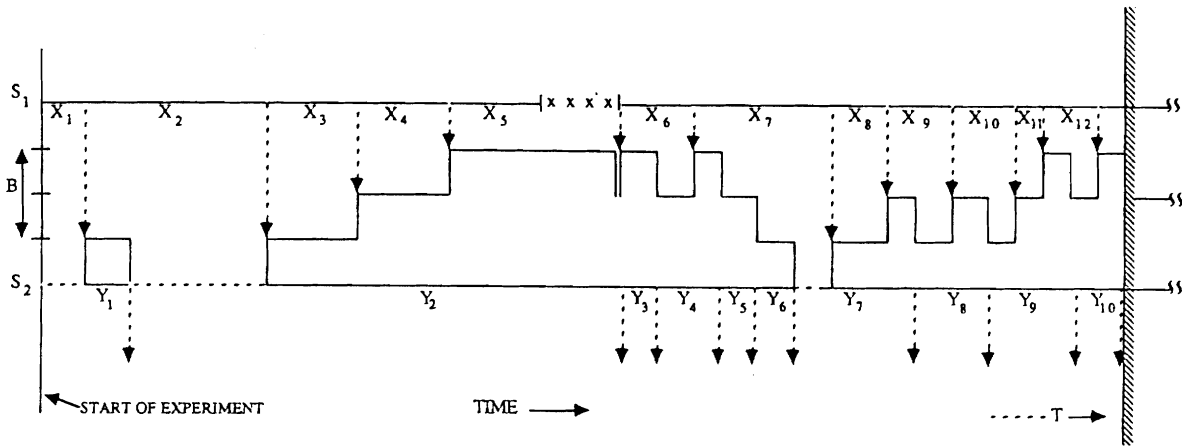 S1
X1 X2 X3 X4 X5 x x x x X6 X7 X8 X9 X10 X11 X12
B
S2
Y1 Y2 Y3 Y4 Y5 Y6 Y7 Y8 Y9 Y10
START OF EXPERIMENT
TIME
T